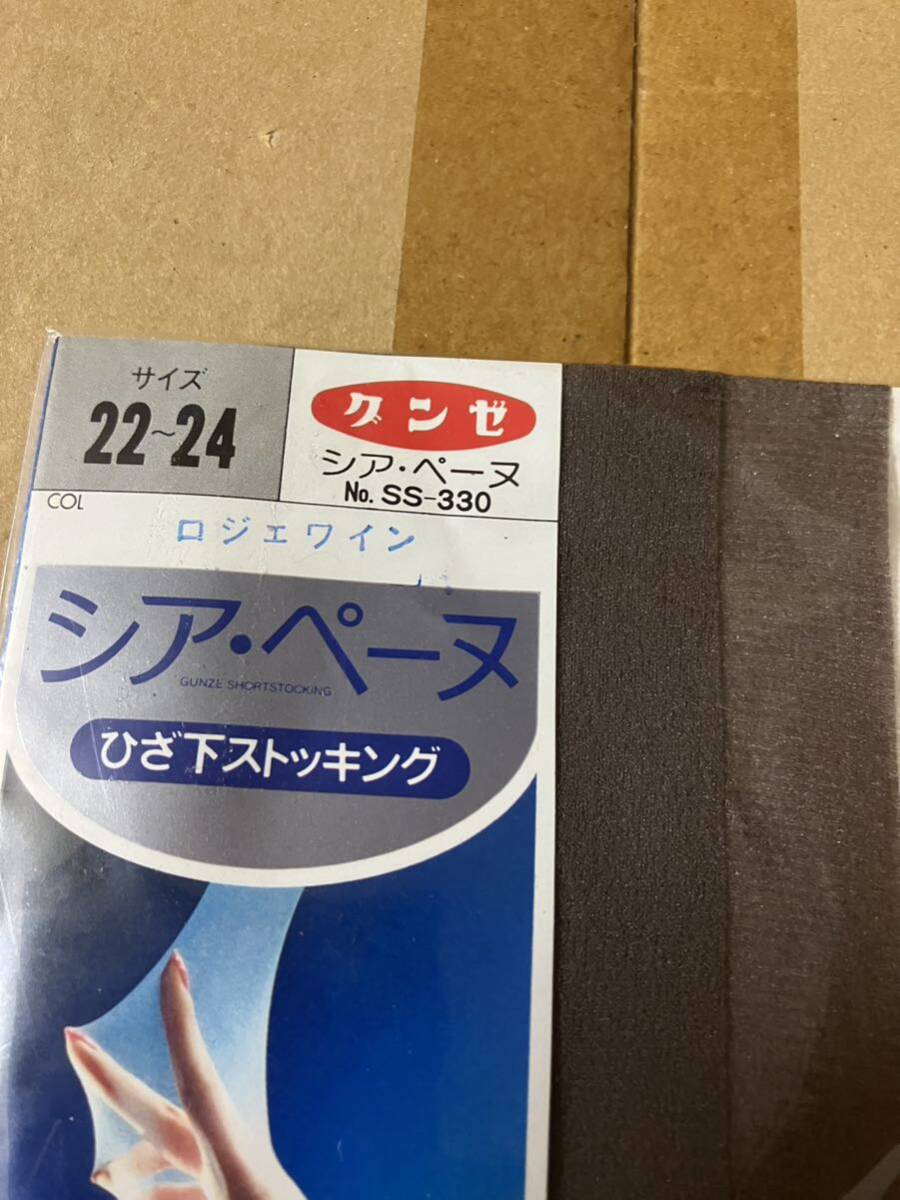 サイズ
22~24
グンゼ
シア・ペーヌ
No. SS-330
COL
ロジェワイン
シア・ペーヌ
GUNZE SHORTSTOCKING
ひざ下ストッキング